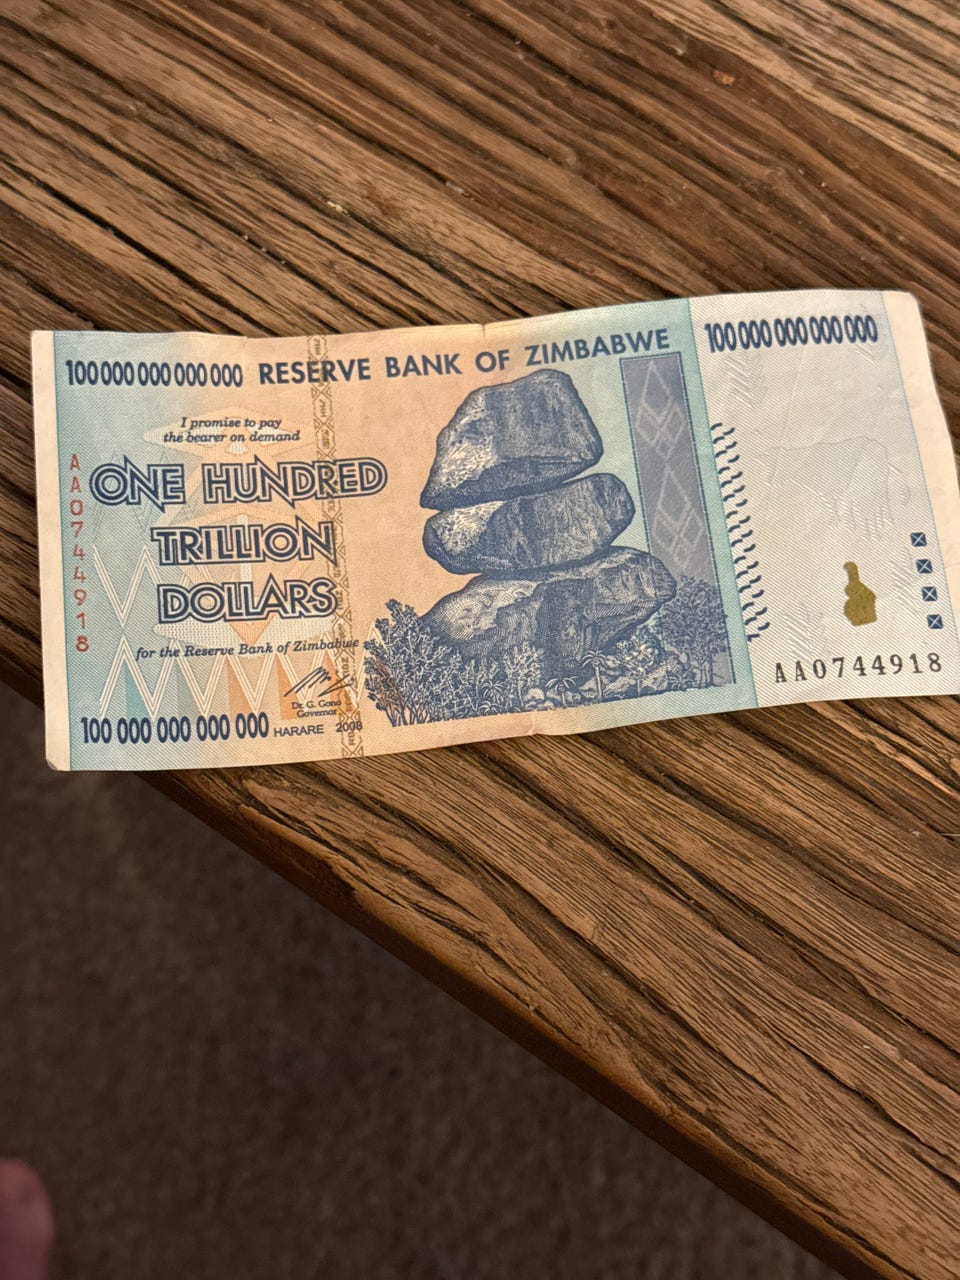 100 000 000 000 000 RESERVE BANK OF ZIMBABWE 100 000 000 000 000
I promise to pay
the bearer on demand
ONE HUNDRED
TRILLION
DOLLARS
for the Reserve Bank of Zimbabwe
Dr. G. Gono
Governor
100 000 000 000 000 HARARE 2008
AA0744918
AA0744918